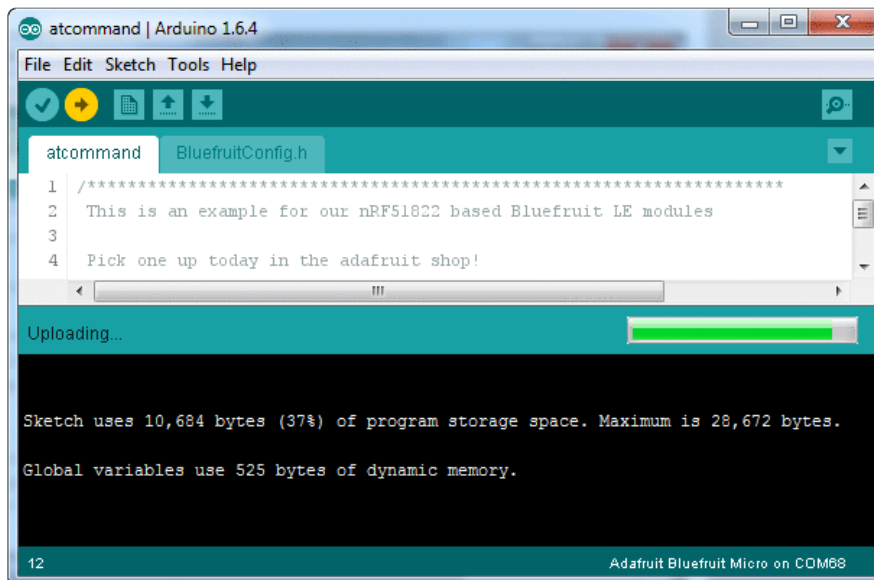 atcommand | Arduino 1.6.4
File Edit Sketch Tools Help
atcommand BluefruitConfig.h
1 /*********************************************************************
2 This is an example for our nRF51822 based Bluefruit LE modules
3
4 Pick one up today in the adafruit shop!
Uploading...
Sketch uses 10,684 bytes (37%) of program storage space. Maximum is 28,672 bytes.
Global variables use 525 bytes of dynamic memory.
12 Adafruit Bluefruit Micro on COM68